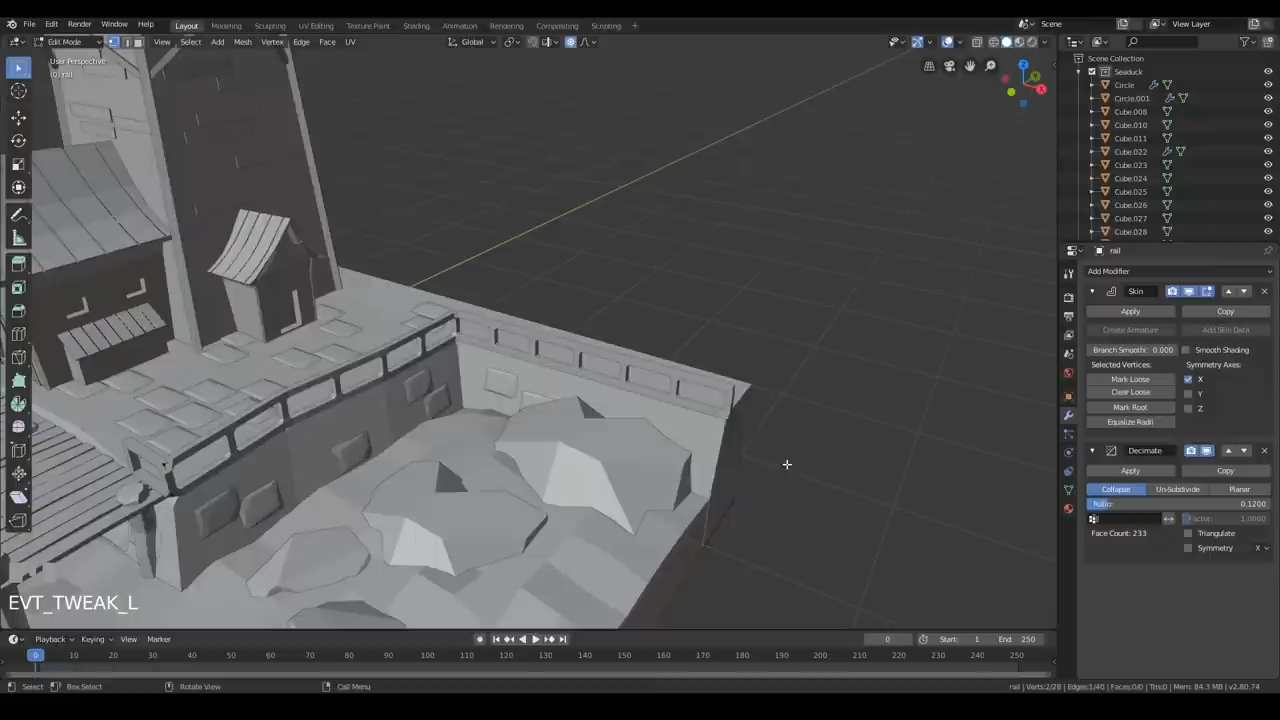 File Edit Render Window Help Layout Modeling Sculpting UV Editing Texture Paint Shading Animation Rendering Compositing Scripting + Scene View Layer
Edit Mode View Select Add Mesh Vertex Edge Face UV Global
User Perspective
(0) rail
Scene Collection
Seaduck
Circle
Circle.001
Cube.008
Cube.010
Cube.011
Cube.022
Cube.023
Cube.024
Cube.025
Cube.026
Cube.027
Cube.028
rail
Add Modifier
Skin
Apply Copy
Create Armature Add Skin Data
Branch Smoothi: 0.000 Smooth Shading
Selected Vertices: Symmetry Axes:
Mark Loose X
Clear Loose Y
Mark Root Z
Equalize Radii
Decimate
Apply Copy
Collapse Un-Subdivide Planar
Ratio: 0.1200
Factor: 1.0000
Face Count: 233 Triangulate
Symmetry X
Z
Y
X
EVT_TWEAK_L
Playback Keying View Marker 0 Start: 1 End: 250
0 10 20 30 40 50 60 70 80 90 100 110 120 130 140 150 160 170 180 190 200 210 220 230 240 250
Select Box Select Rotate View Call Menu rail | Verts:2/28 | Edges:1/40 | Faces:0/0 | Tris:0 | Mem: 84.3 MB | v2.80.74